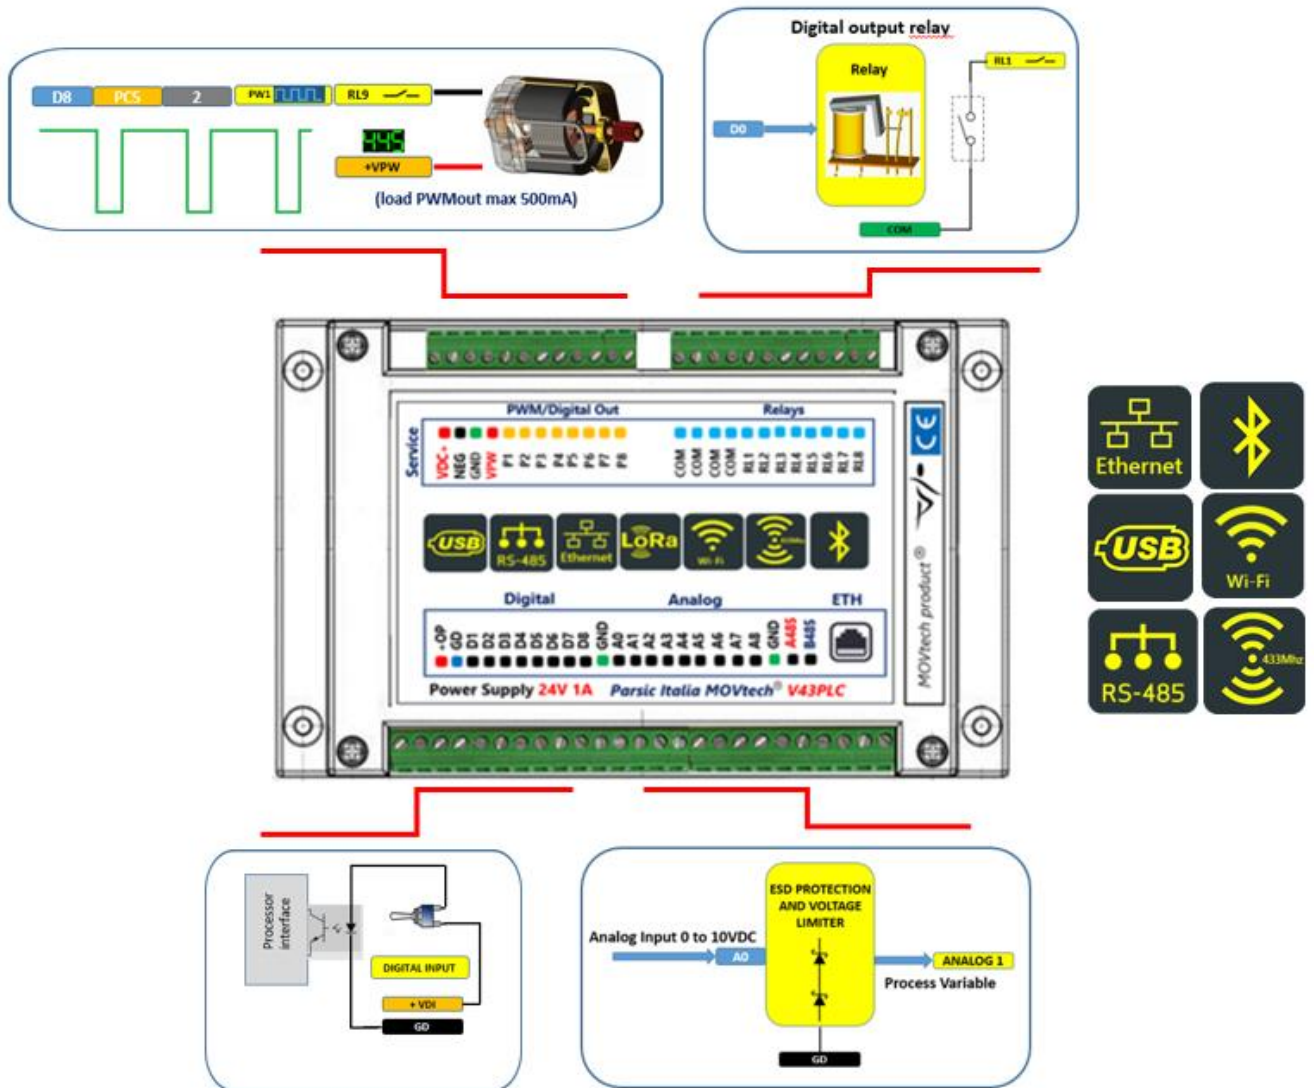 D8 PC5 2 PW1 RL9
445
+VPW
(load PWMout max 500mA)
Digital output relay
Relay
RL1
D0
COM
PWM/Digital Out Relays
Service
VDC+ NEG GND VPW P1 P2 P3 P4 P5 P6 P7 P8 COM COM COM COM RL1 RL2 RL3 RL4 RL5 RL6 RL7 RL8
USB RS-485 Ethernet LoRa Wi-Fi 433Mhz
Digital Analog ETH
+OP GD D1 D2 D3 D4 D5 D6 D7 D8 GND A0 A1 A2 A3 A4 A5 A6 A7 A8 GND A485 B485
Power Supply 24V 1A Parsic Italia MOVtech® V43PLC
CE
MOVtech product®
Ethernet
USB
Wi-Fi
RS-485
433Mhz
Processor
interface
DIGITAL INPUT
+ VDI
GD
Analog Input 0 to 10VDC
A0
ESD PROTECTION
AND VOLTAGE
LIMITER
ANALOG 1
Process Variable
GD